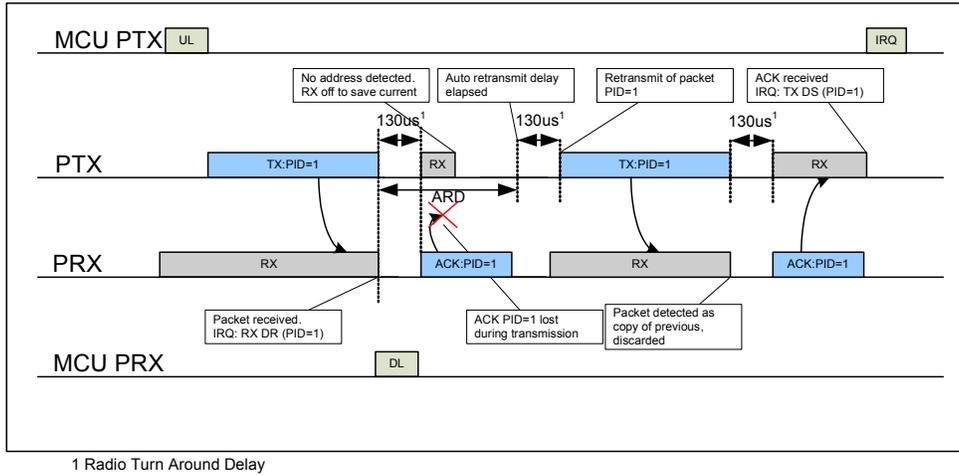 MCU PTX
UL
IRQ
No address detected.
RX off to save current
Auto retransmit delay
elapsed
Retransmit of packet
PID=1
ACK received
IRQ: TX DS (PID=1)
130us1
130us1
130us1
PTX
TX:PID=1
RX
TX:PID=1
RX
ARD
PRX
RX
ACK:PID=1
RX
ACK:PID=1
Packet received.
IRQ: RX DR (PID=1)
ACK PID=1 lost
during transmission
Packet detected as
copy of previous,
discarded
MCU PRX
DL
1 Radio Turn Around Delay